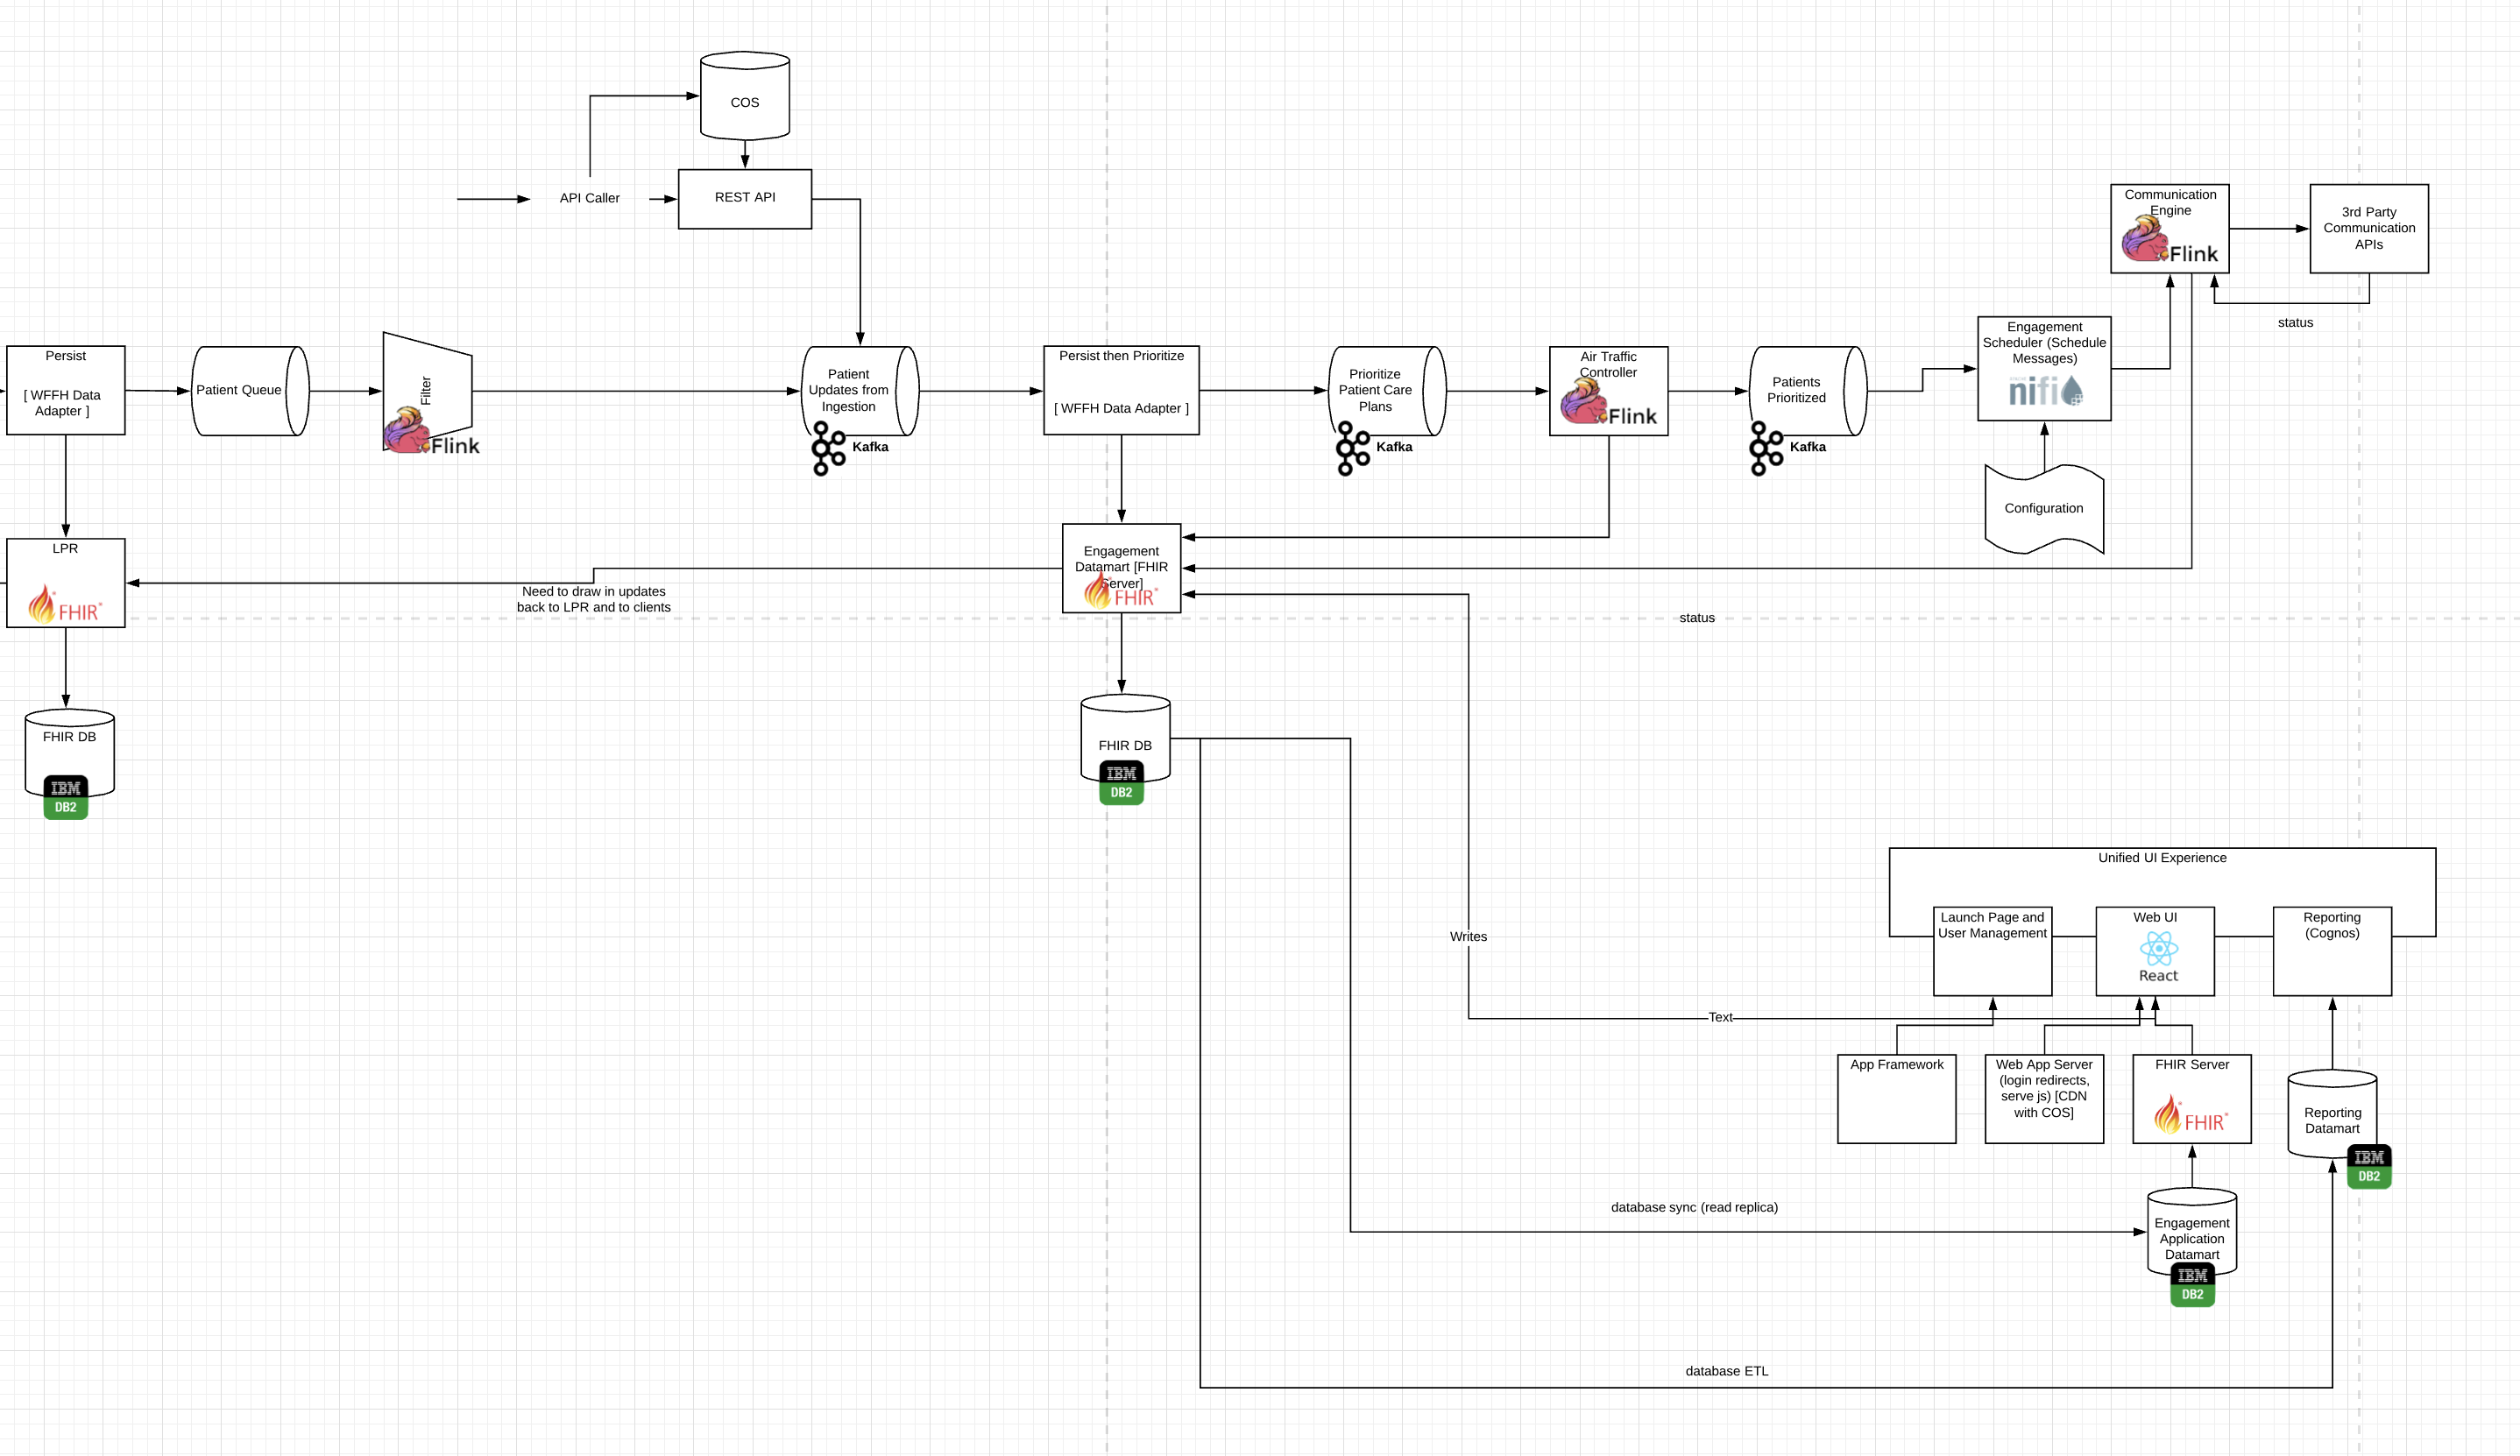 COS
API Caller
REST API
Communication
Engine
Flink
3rd Party
Communication
APIs
status
Persist
[ WFFH Data
Adapter ]
Patient Queue
Filter
Flink
Patient
Updates from
Ingestion
Kafka
Persist then Prioritize
[ WFFH Data Adapter ]
Prioritize
Patient Care
Plans
Kafka
Air Traffic
Controller
Flink
Patients
Prioritized
Kafka
Engagement
Scheduler (Schedule
Messages)
nifi
Configuration
LPR
FHIR
Need to draw in updates
back to LPR and to clients
Engagement
Datamart [FHIR
Server]
FHIR
status
FHIR DB
IBM
DB2
FHIR DB
IBM
DB2
Writes
Unified UI Experience
Launch Page and
User Management
Web UI
React
Reporting
(Cognos)
Text
App Framework
Web App Server
(login redirects,
serve js) [CDN
with COS]
FHIR Server
FHIR
Reporting
Datamart
IBM
DB2
database sync (read replica)
Engagement
Application
Datamart
IBM
DB2
database ETL